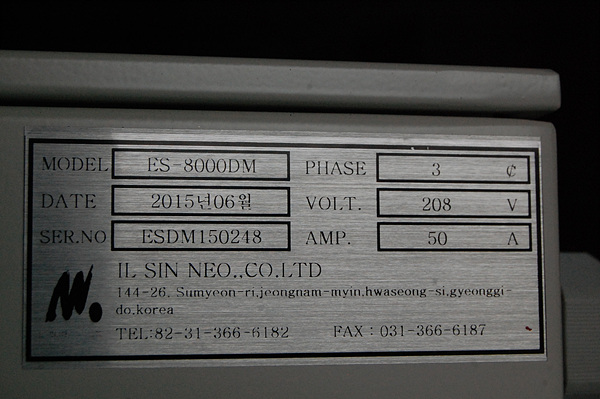 MODEL ES-8000DM PHASE 3 ₵
DATE 2015년06월 VOLT. 208 V
SER.NO ESDM150248 AMP. 50 A
IL SIN NEO.,CO.LTD
144-26, Sumyeon-ri,jeongnam-myin,hwaseong-si,gyeonggi-
do,korea
TEL:82-31-366-6182 FAX : 031-366-6187